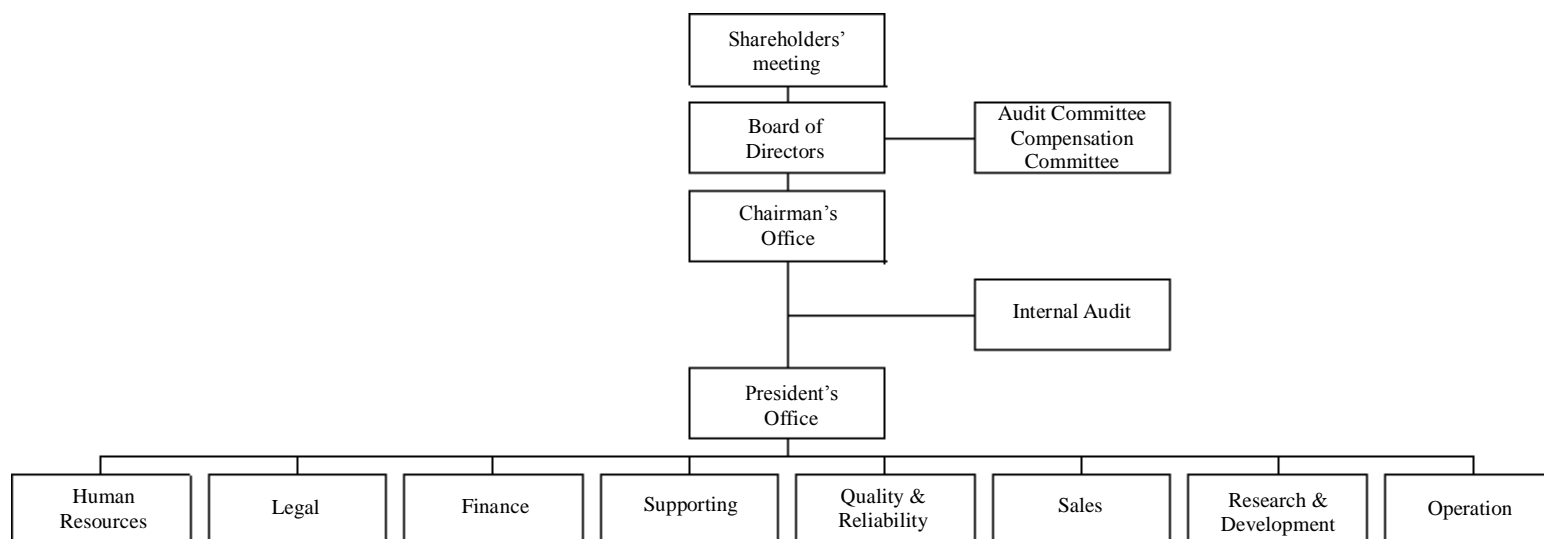 Shareholders’
meeting
Board of
Directors
Audit Committee
Compensation
Committee
Chairman’s
Office
Internal Audit
President’s
Office
Human
Resources
Legal
Finance
Supporting
Quality &
Reliability
Sales
Research &
Development
Operation